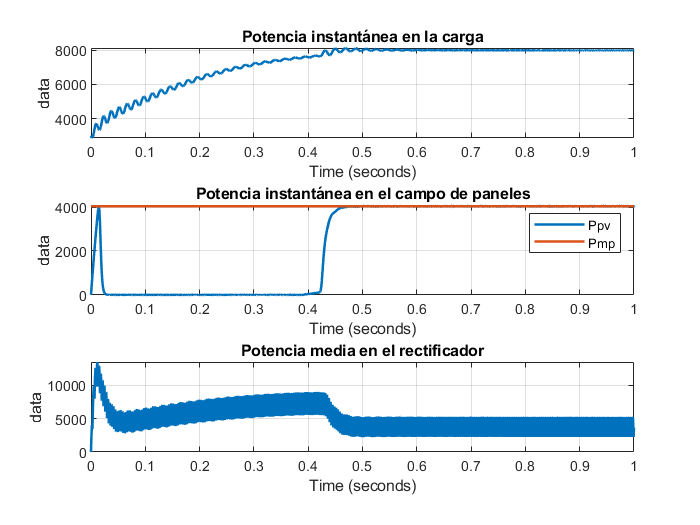 Potencia instantánea en la carga
8000
6000
4000
data
0 0.1 0.2 0.3 0.4 0.5 0.6 0.7 0.8 0.9 1
Time (seconds)
Potencia instantánea en el campo de paneles
4000
2000
0
data
Ppv
Pmp
0 0.1 0.2 0.3 0.4 0.5 0.6 0.7 0.8 0.9 1
Time (seconds)
Potencia media en el rectificador
10000
5000
0
data
0 0.1 0.2 0.3 0.4 0.5 0.6 0.7 0.8 0.9 1
Time (seconds)